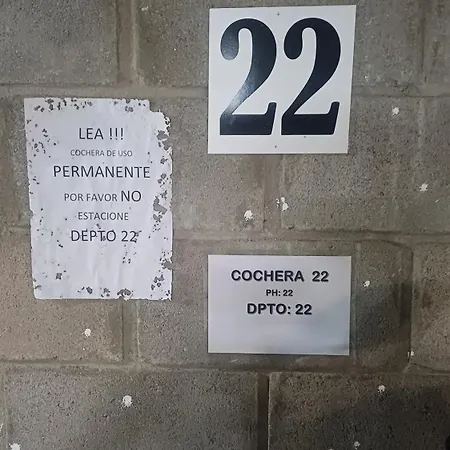 22
LEA !!!
COCHERA DE USO
PERMANENTE
POR FAVOR NO
ESTACIONE
DEPTO 22
COCHERA 22
PH: 22
DPTO: 22